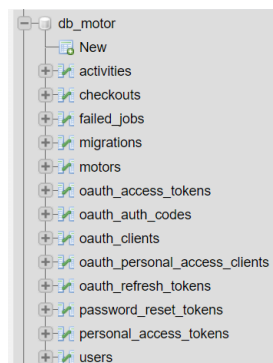 db_motor
New
activities
checkouts
failed_jobs
migrations
motors
oauth_access_tokens
oauth_auth_codes
oauth_clients
oauth_personal_access_clients
oauth_refresh_tokens
password_reset_tokens
personal_access_tokens
users